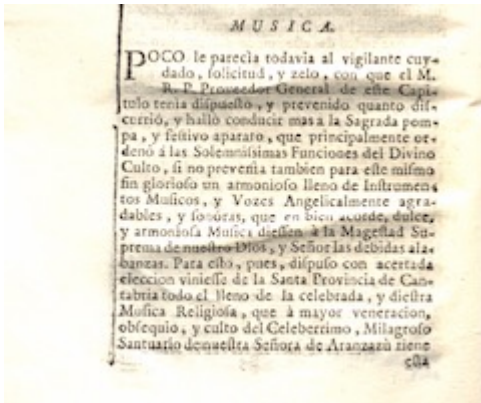 MUSICA.
POCO le parecia todavia al vigilante cuy-
dado, solicitud, y zelo, con que el M.
R. P. Proveedor General de este Capi-
tulo tenia dispuesto, y prevenido quanto dis-
currió, y halló conducir mas a la Sagrada pom-
pa, y festivo aparato, que principalmente or-
denó á las Solemnissimas Funciones del Divino
Culto, si no prevenia tambien para este mismo
fin glorioso un armonioso lleno de Instrumen-
tos Musicos, y Vozes Angelicalmente agra-
dables, y sonoras, que en bien acorde, dulce,
y armoniosa Musica diessen à la Magestad Su-
prema de nuestro Dios, y Señor las debidas ala-
banzas. Para esto, pues, dispuso con acertada
eleccion viniesse de la Santa Provincia de Can-
tabria todo el lleno de la celebrada, y diestra
Musica Religiosa, que à mayor veneracion,
obsequio, y culto del Celeberrimo, Milagroso
Santuario de nuestra Señora de Aranzazù tiene
esta